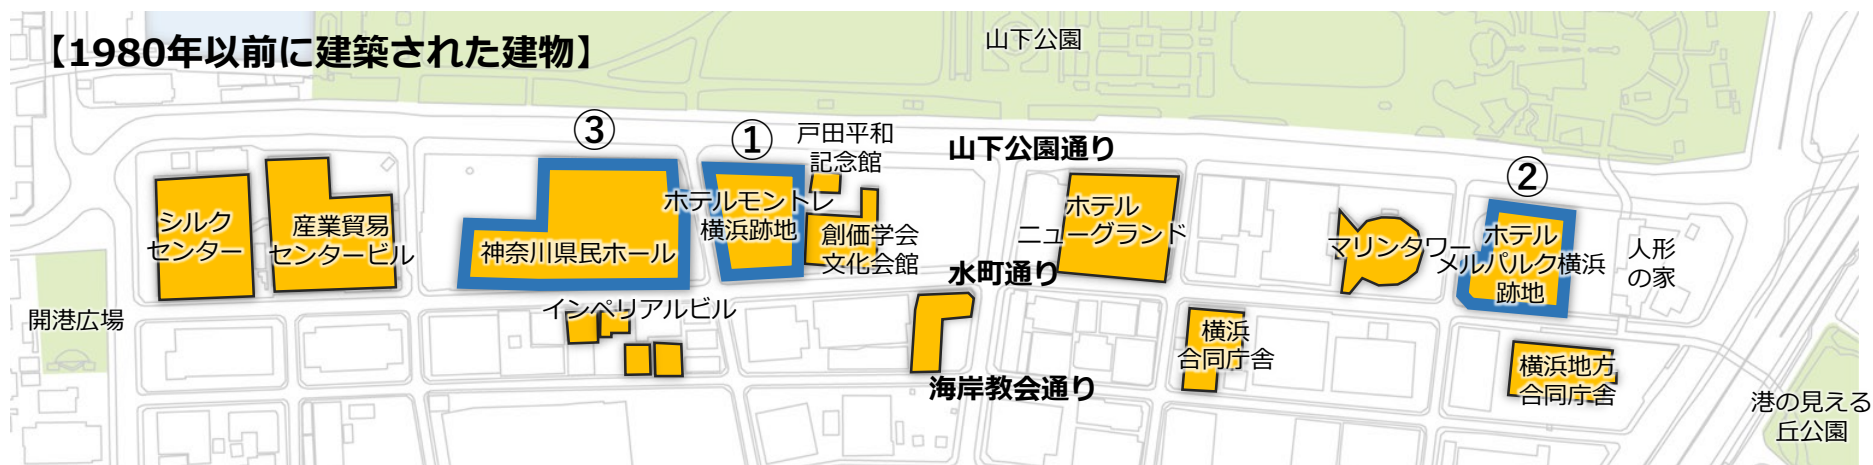 【1980年以前に建築された建物】
山下公園
③
①
戸田平和
記念館
山下公園通り
②
シルク
センター
産業貿易
センタービル
神奈川県民ホール
ホテルモントレ
横浜跡地
創価学会
文化会館
ホテル
ニューグランド
マリンタワー
ホテル
メルパルク横浜
跡地
人形
の家
水町通り
開港広場
インペリアルビル
横浜
合同庁舎
海岸教会通り
横浜地方
合同庁舎
港の見える
丘公園